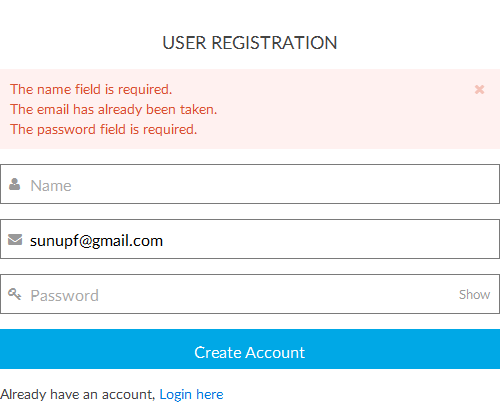 USER REGISTRATION
The name field is required.
The email has already been taken.
The password field is required.
Name
sunupf@gmail.com
Password Show
Create Account
Already have an account, Login here